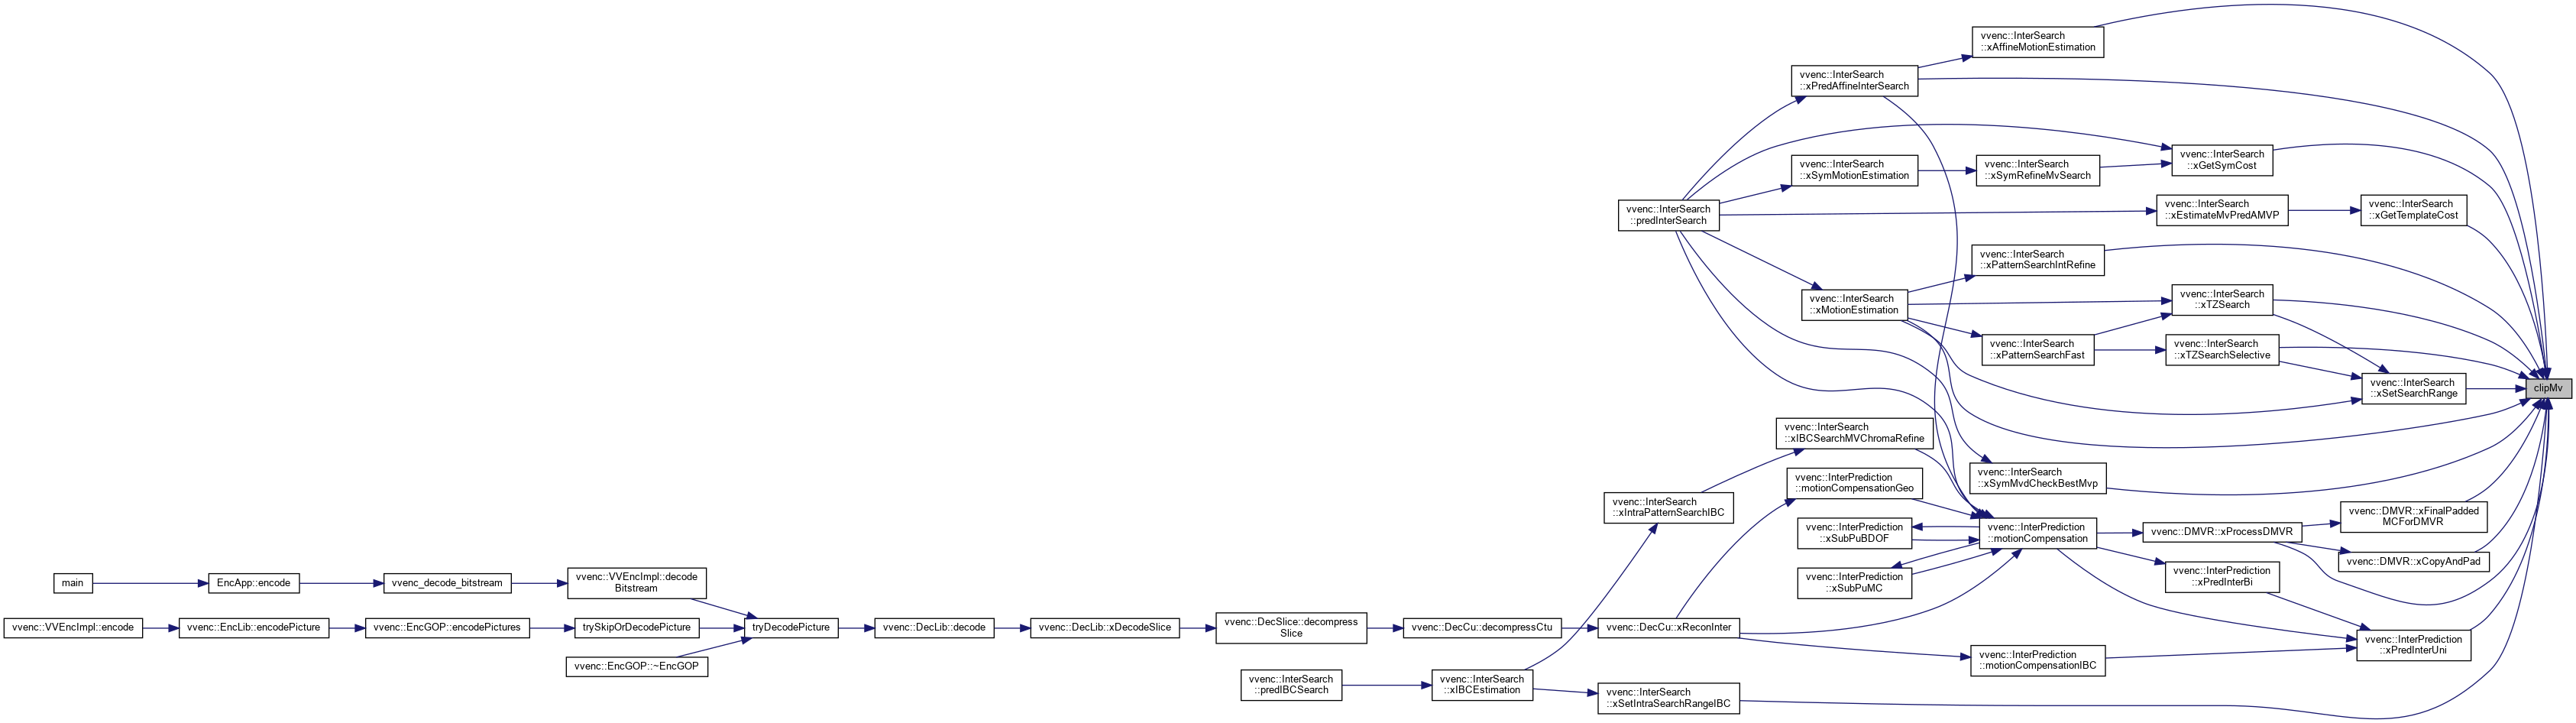 vvenc::InterSearch
::xAffineMotionEstimation
vvenc::InterSearch
::xPredAffineInterSearch
vvenc::InterSearch
::xGetSymCost
vvenc::InterSearch
::xSymMotionEstimation
vvenc::InterSearch
::xSymRefineMvSearch
vvenc::InterSearch
::predInterSearch
vvenc::InterSearch
::xEstimateMvPredAMVP
vvenc::InterSearch
::xGetTemplateCost
vvenc::InterSearch
::xPatternSearchIntRefine
vvenc::InterSearch
::xMotionEstimation
vvenc::InterSearch
::xTZSearch
vvenc::InterSearch
::xPatternSearchFast
vvenc::InterSearch
::xTZSearchSelective
vvenc::InterSearch
::xSetSearchRange
clipMv
vvenc::InterSearch
::xIBCSearchMVChromaRefine
vvenc::InterPrediction
::motionCompensationGeo
vvenc::InterSearch
::xSymMvdCheckBestMvp
vvenc::InterSearch
::xIntraPatternSearchIBC
vvenc::InterPrediction
::xSubPuBDOF
vvenc::InterPrediction
::motionCompensation
vvenc::DMVR::xProcessDMVR
vvenc::DMVR::xFinalPadded
MCForDMVR
vvenc::DMVR::xCopyAndPad
vvenc::InterPrediction
::xSubPuMC
vvenc::InterPrediction
::xPredInterBi
main
EncApp::encode
vvenc_decode_bitstream
vvenc::VVEncImpl::decode
Bitstream
vvenc::VVEncImpl::encode
vvenc::EncLib::encodePicture
vvenc::EncGOP::encodePictures
trySkipOrDecodePicture
tryDecodePicture
vvenc::DecLib::decode
vvenc::DecLib::xDecodeSlice
vvenc::DecSlice::decompress
Slice
vvenc::DecCu::decompressCtu
vvenc::DecCu::xReconInter
vvenc::InterPrediction
::xPredInterUni
vvenc::EncGOP::~EncGOP
vvenc::InterPrediction
::motionCompensationIBC
vvenc::InterSearch
::predIBCSearch
vvenc::InterSearch
::xIBCEstimation
vvenc::InterSearch
::xSetIntraSearchRangeIBC